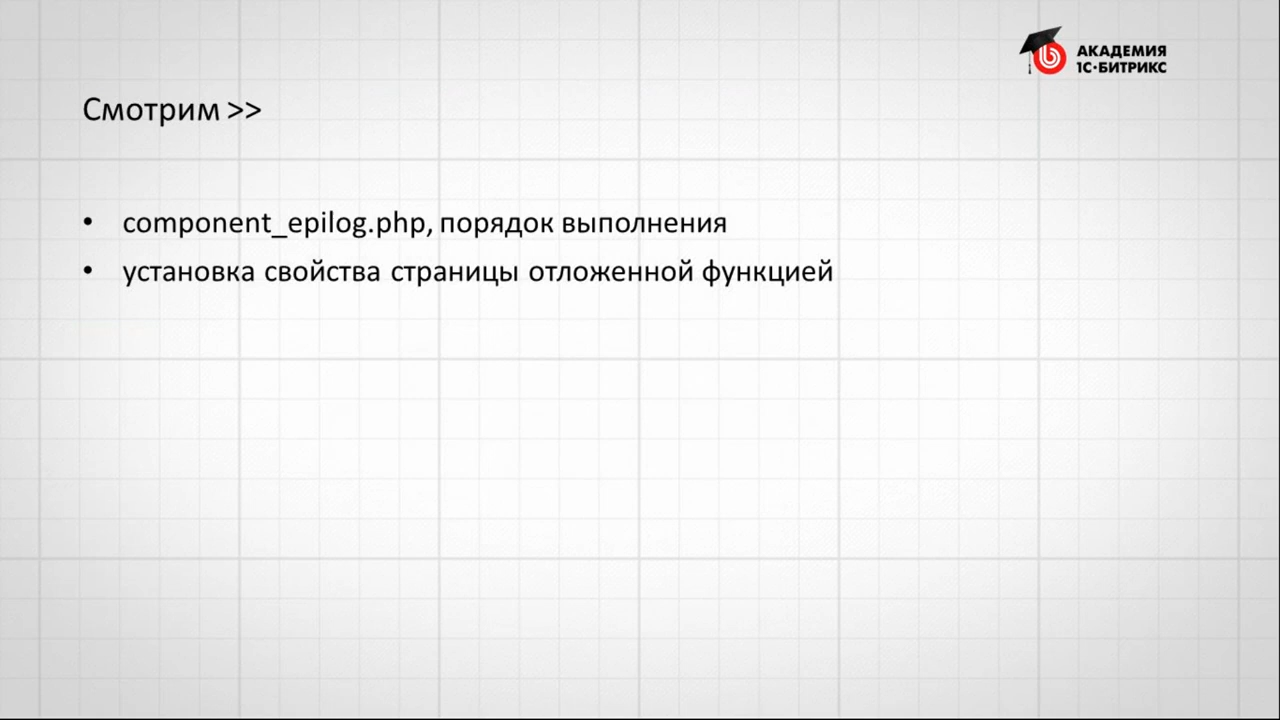 АКАДЕМИЯ
1С·БИТРИКС
Смотрим >>
• component_epilog.php, порядок выполнения
• установка свойства страницы отложенной функцией